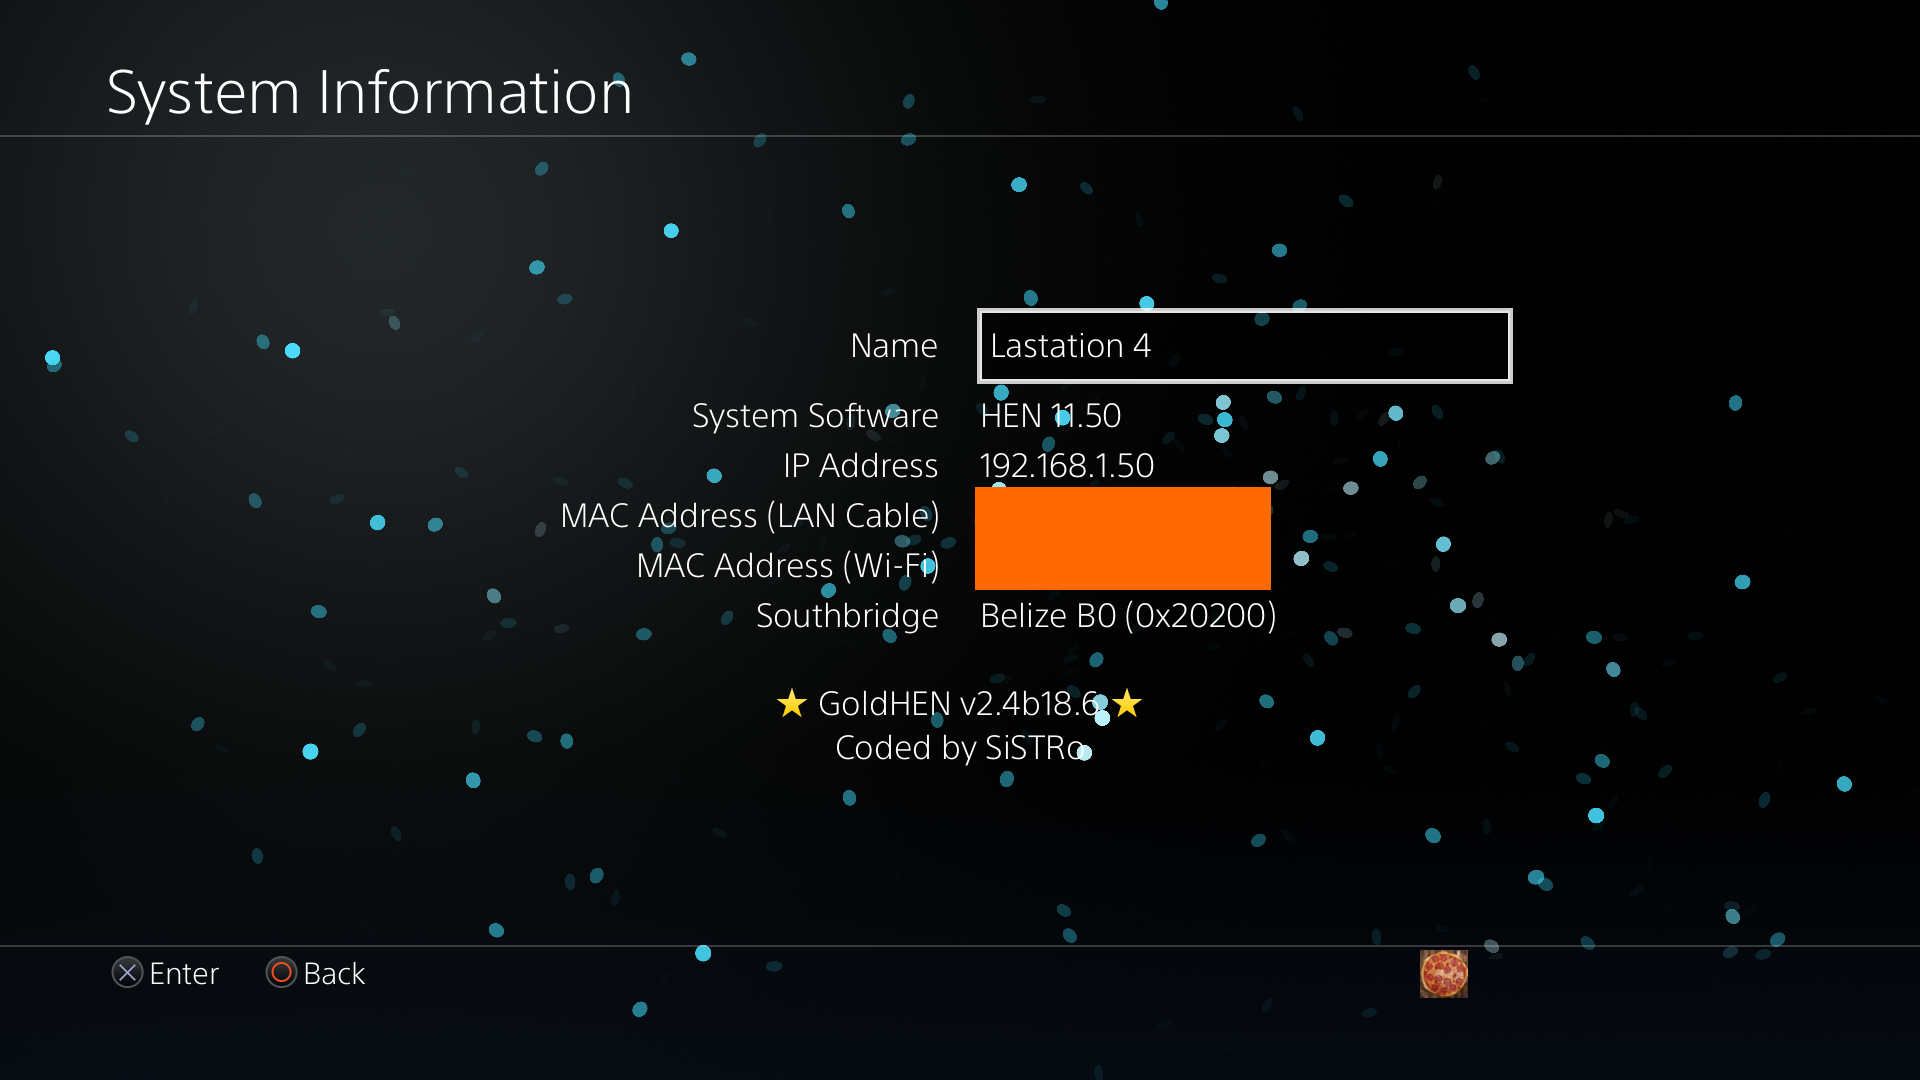 System Information
Name Lastation 4
System Software HEN 11.50
IP Address 192.168.1.50
MAC Address (LAN Cable)
MAC Address (Wi-Fi)
Southbridge Belize B0 (0x20200)
★ GoldHEN v2.4b18.6 ★
Coded by SiSTRo
Enter Back